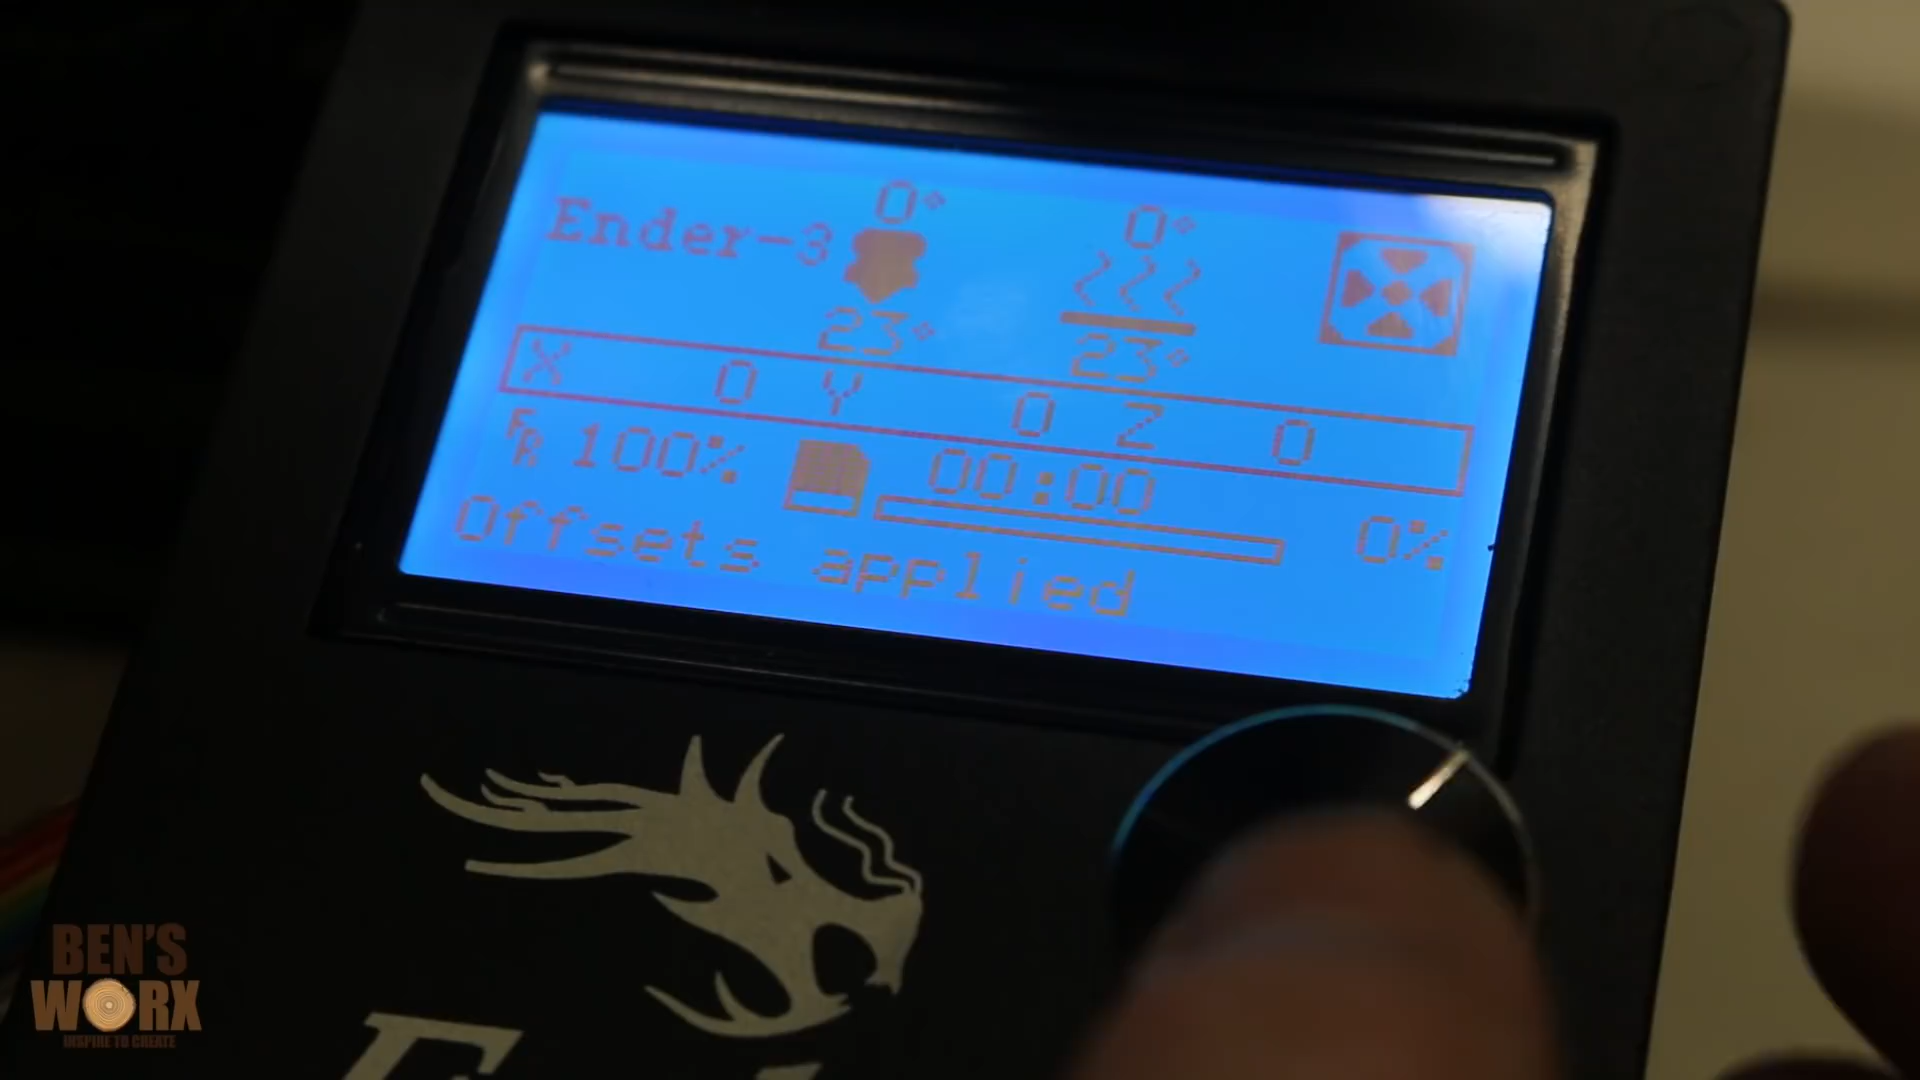 0° 0°
Ender-3
23° 23°
X 0 Y 0 Z 0
FR 100% 00:00 0%
Offsets applied
BEN'S
WORX
INSPIRE TO CREATE